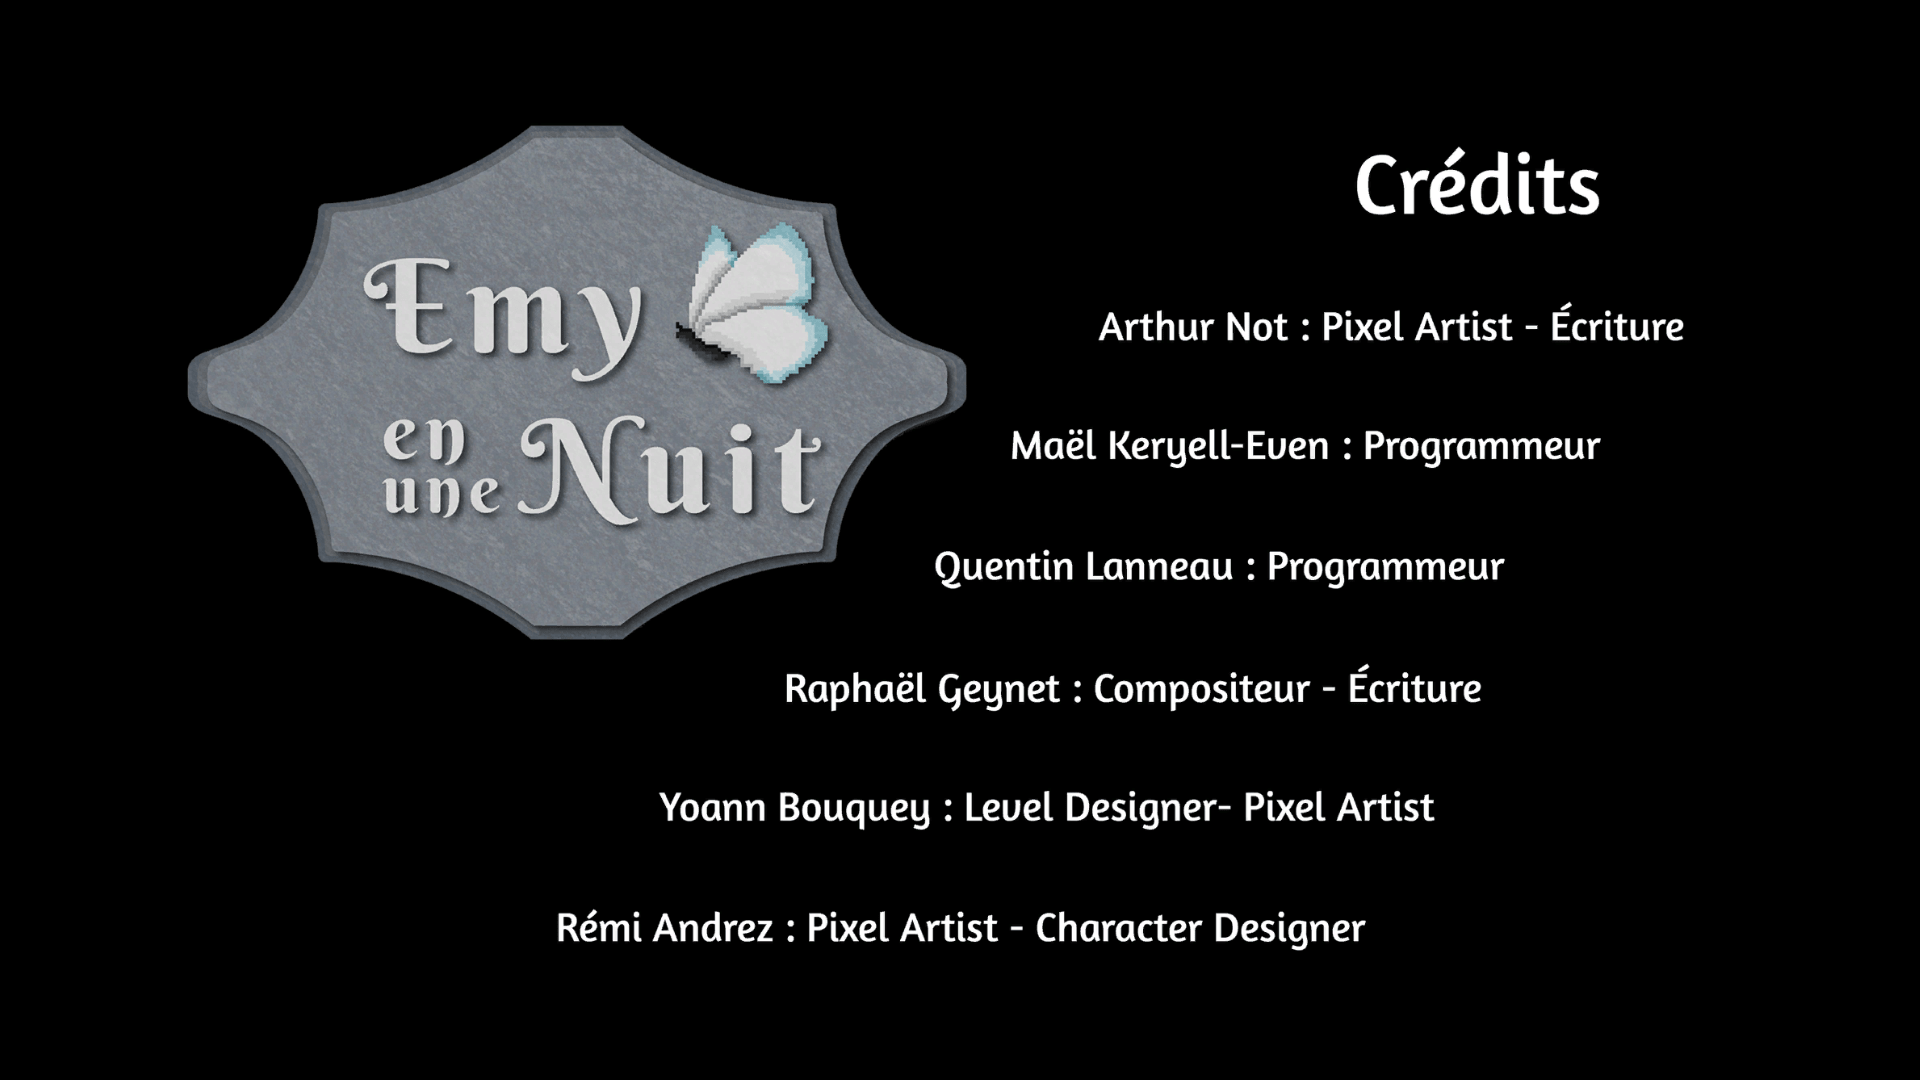 Emy
en
une Nuit
Crédits
Arthur Not : Pixel Artist - Écriture
Maël Keryell-Even : Programmeur
Quentin Lanneau : Programmeur
Raphaël Geynet : Compositeur - Écriture
Yoann Bouquey : Level Designer- Pixel Artist
Rémi Andrez : Pixel Artist - Character Designer